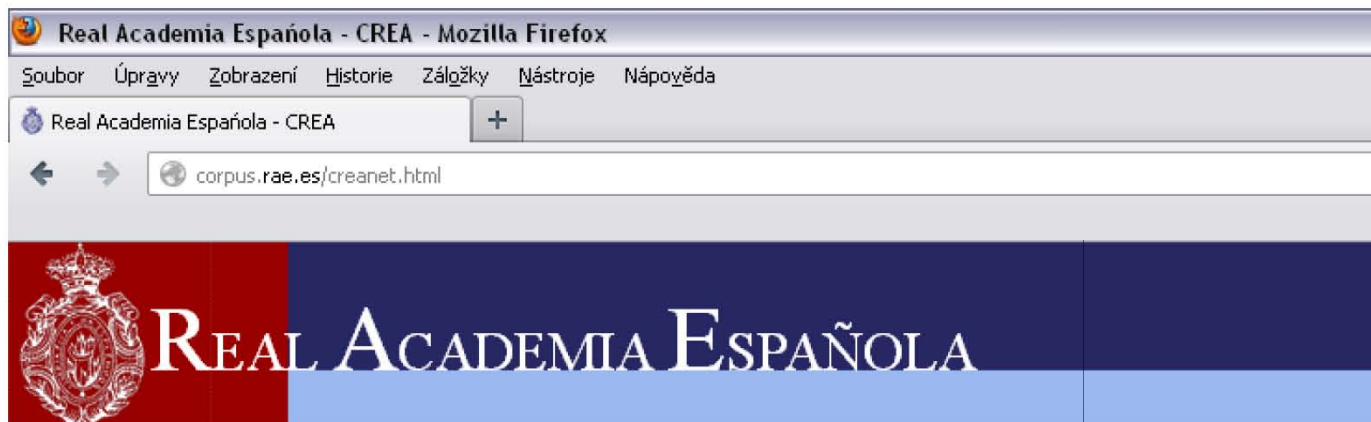 Real Academia Española - CREA - Mozilla Firefox
Soubor Úpravy Zobrazení Historie Záložky Nástroje Nápověda
Real Academia Española - CREA +
corpus.rae.es/creanet.html
REAL ACADEMIA ESPAÑOLA